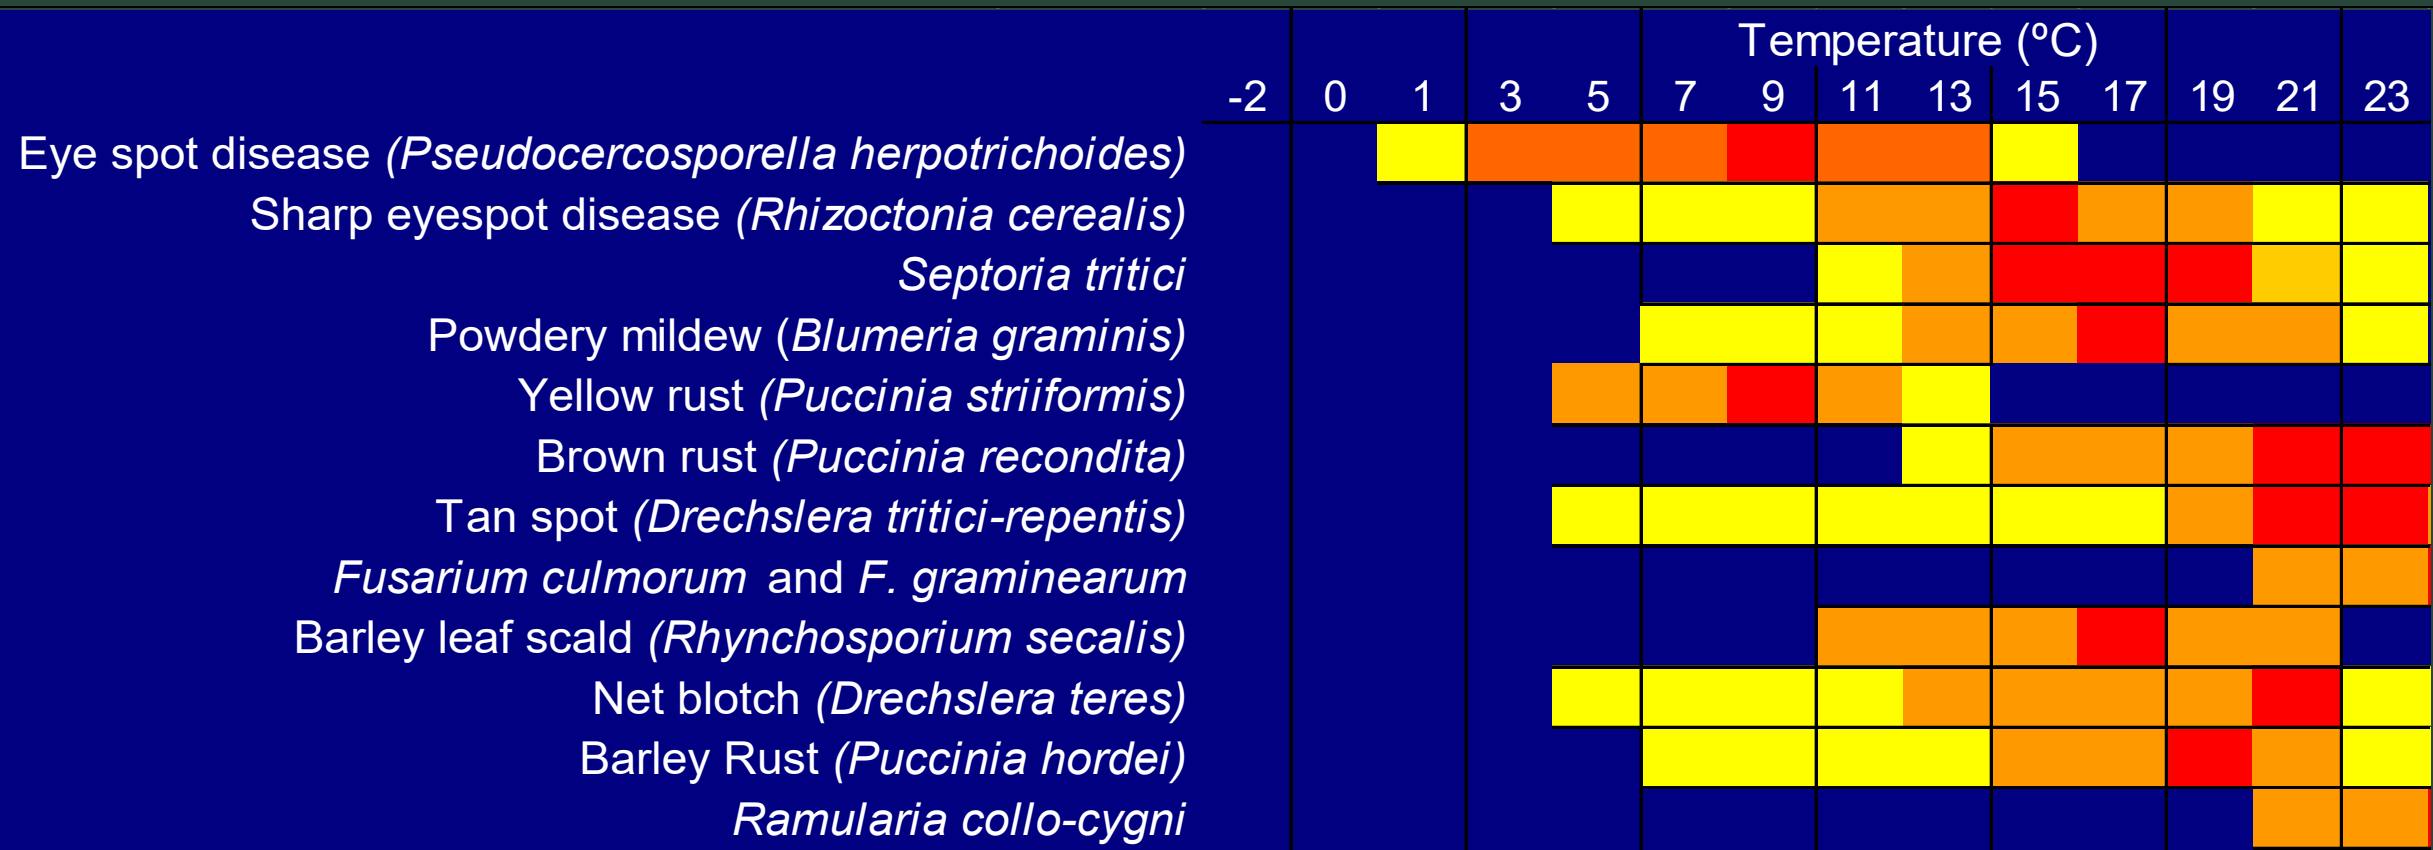 Temperature (ºC)
-2 0 1 3 5 7 9 11 13 15 17 19 21 23
Eye spot disease (Pseudocercosporella herpotrichoides)
Sharp eyespot disease (Rhizoctonia cerealis)
Septoria tritici
Powdery mildew (Blumeria graminis)
Yellow rust (Puccinia striiformis)
Brown rust (Puccinia recondita)
Tan spot (Drechslera tritici-repentis)
Fusarium culmorum and F. graminearum
Barley leaf scald (Rhynchosporium secalis)
Net blotch (Drechslera teres)
Barley Rust (Puccinia hordei)
Ramularia collo-cygni